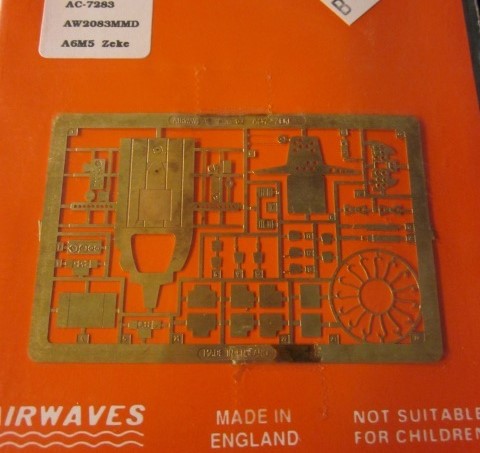 AC-7283
AW2083MMD
A6M5 Zeke
AIRWAVES
MADE IN
ENGLAND
NOT SUITABLE
FOR CHILDREN